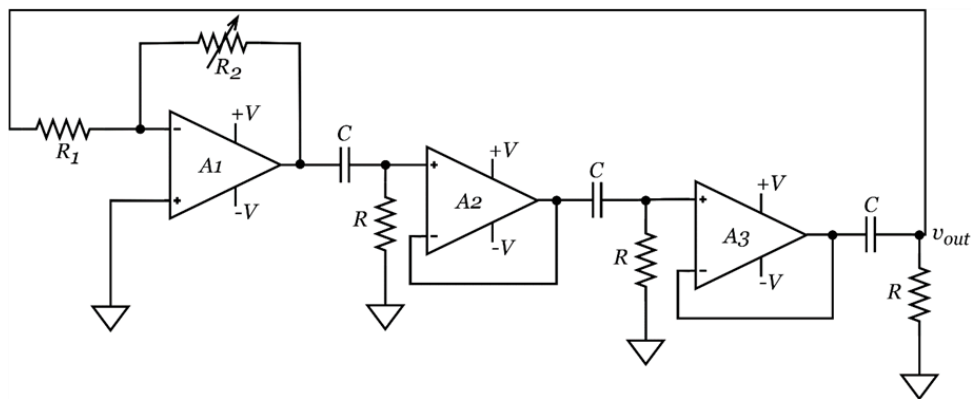 R2
R1
-
+
A1
+V
-V
C
R
+
-
A2
+V
-V
C
R
+
-
A3
+V
-V
C
vout
R